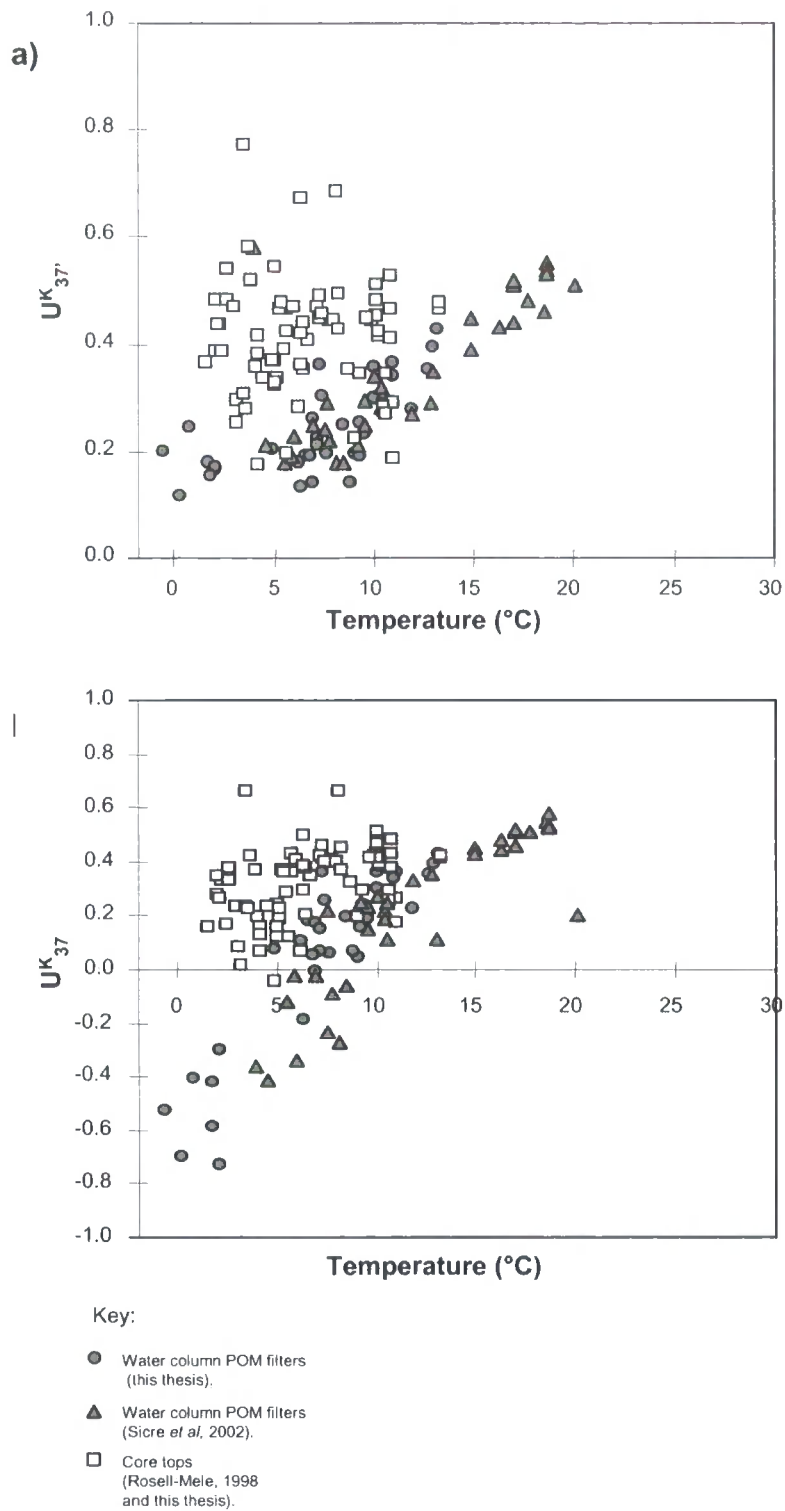 a)
1.0
0.8
0.6
0.4
0.2
0.0
U^K_37'
0 5 10 15 20 25 30
Temperature (°C)
1.0
0.8
0.6
0.4
0.2
0.0
-0.2
-0.4
-0.6
-0.8
-1.0
U^K_37
0 5 10 15 20 25 30
Temperature (°C)
Key:
Water column POM filters
(this thesis).
Water column POM filters
(Sicre et al, 2002).
Core tops
(Rosell-Mele, 1998
and this thesis).